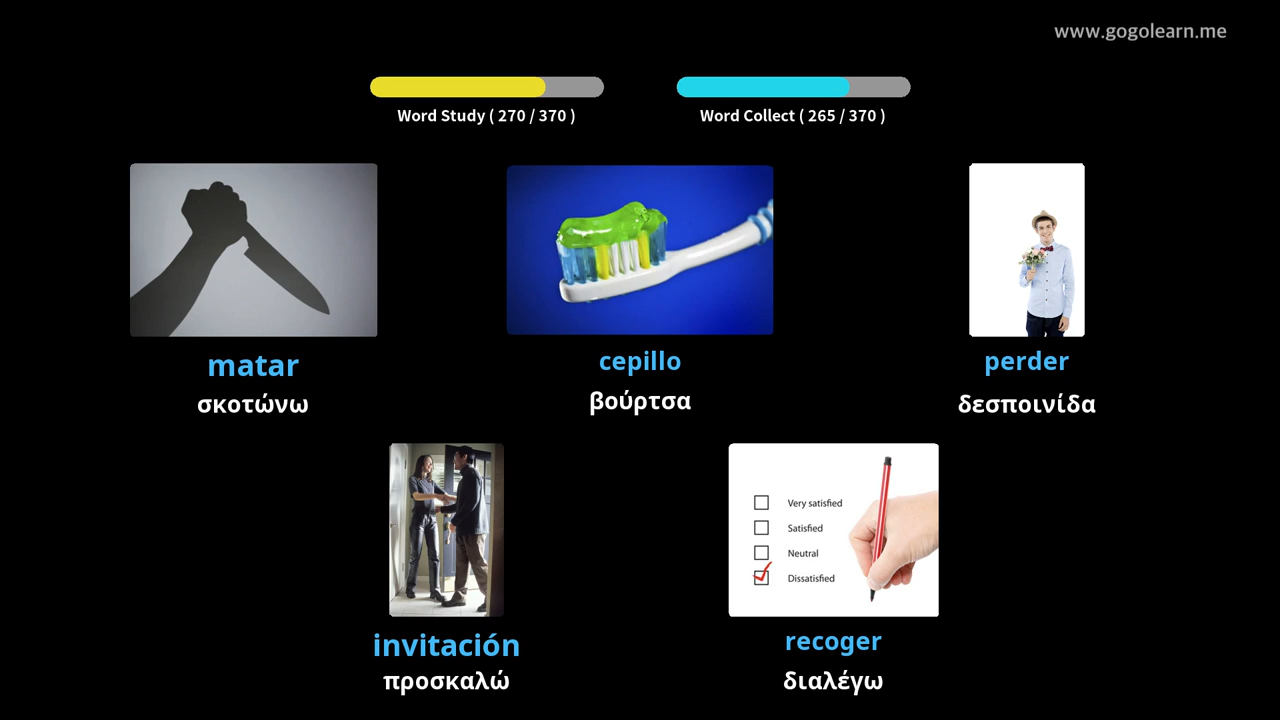 www.gogolearn.me
Word Study ( 270 / 370 )
Word Collect ( 265 / 370 )
matar
σκοτώνω
cepillo
βούρτσα
perder
δεσποινίδα
invitación
προσκαλώ
Very satisfied
Satisfied
Neutral
Dissatisfied
recoger
διαλέγω